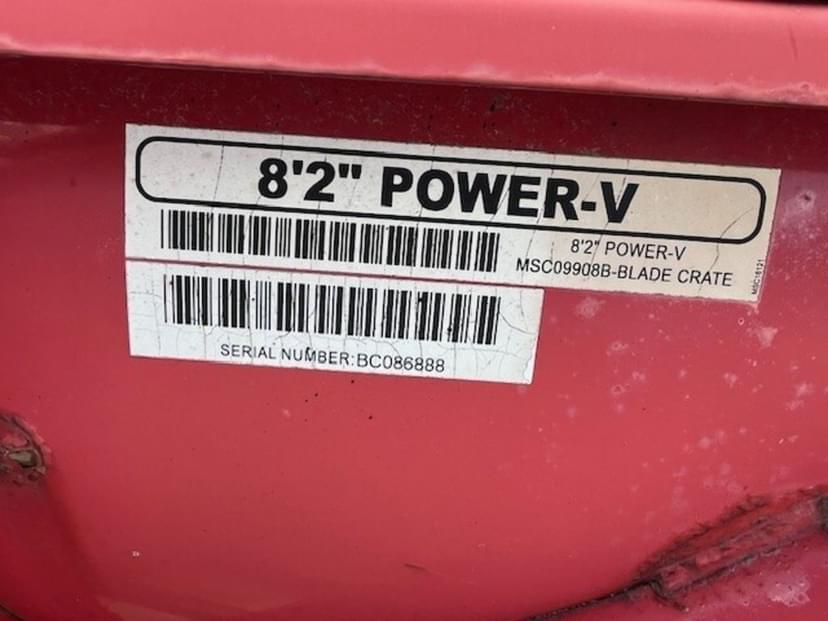 8'2" POWER-V
8'2" POWER-V
MSC09908B-BLADE CRATE
SERIAL NUMBER:BC086888